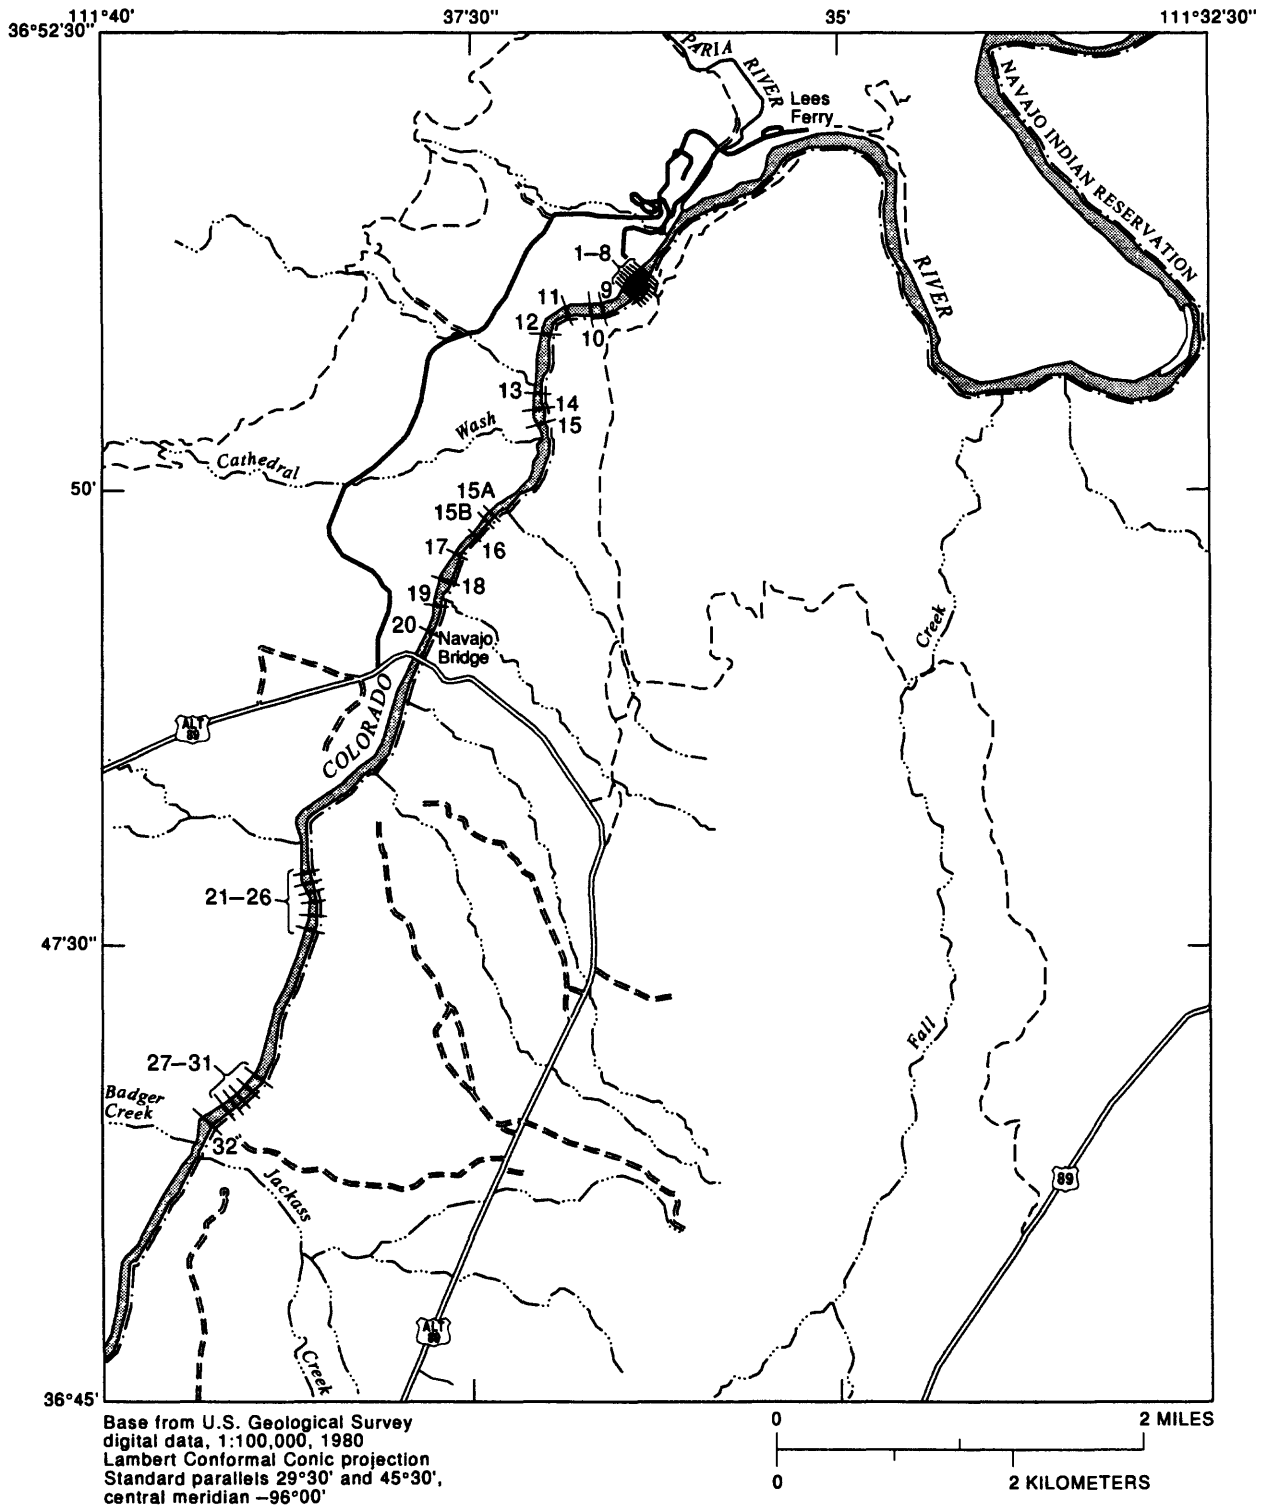 111°40'
37'30"
35'
111°32'30"
36°52'30"
PARIA
RIVER
Lees
Ferry
NAVAJO INDIAN RESERVATION
RIVER
1–8
9
10
11
12
13
14
15
Wash
Cathedral
50'
15A
15B
16
17
18
19
20
Navajo
Bridge
Creek
ALT
89
COLORADO
21–26
47'30"
Fall
27–31
Badger
Creek
32
Jackass
89
ALT
89
Creek
36°45'
Base from U.S. Geological Survey
digital data, 1:100,000, 1980
Lambert Conformal Conic projection
Standard parallels 29°30' and 45°30',
central meridian –96°00'
0
2 MILES
0
2 KILOMETERS